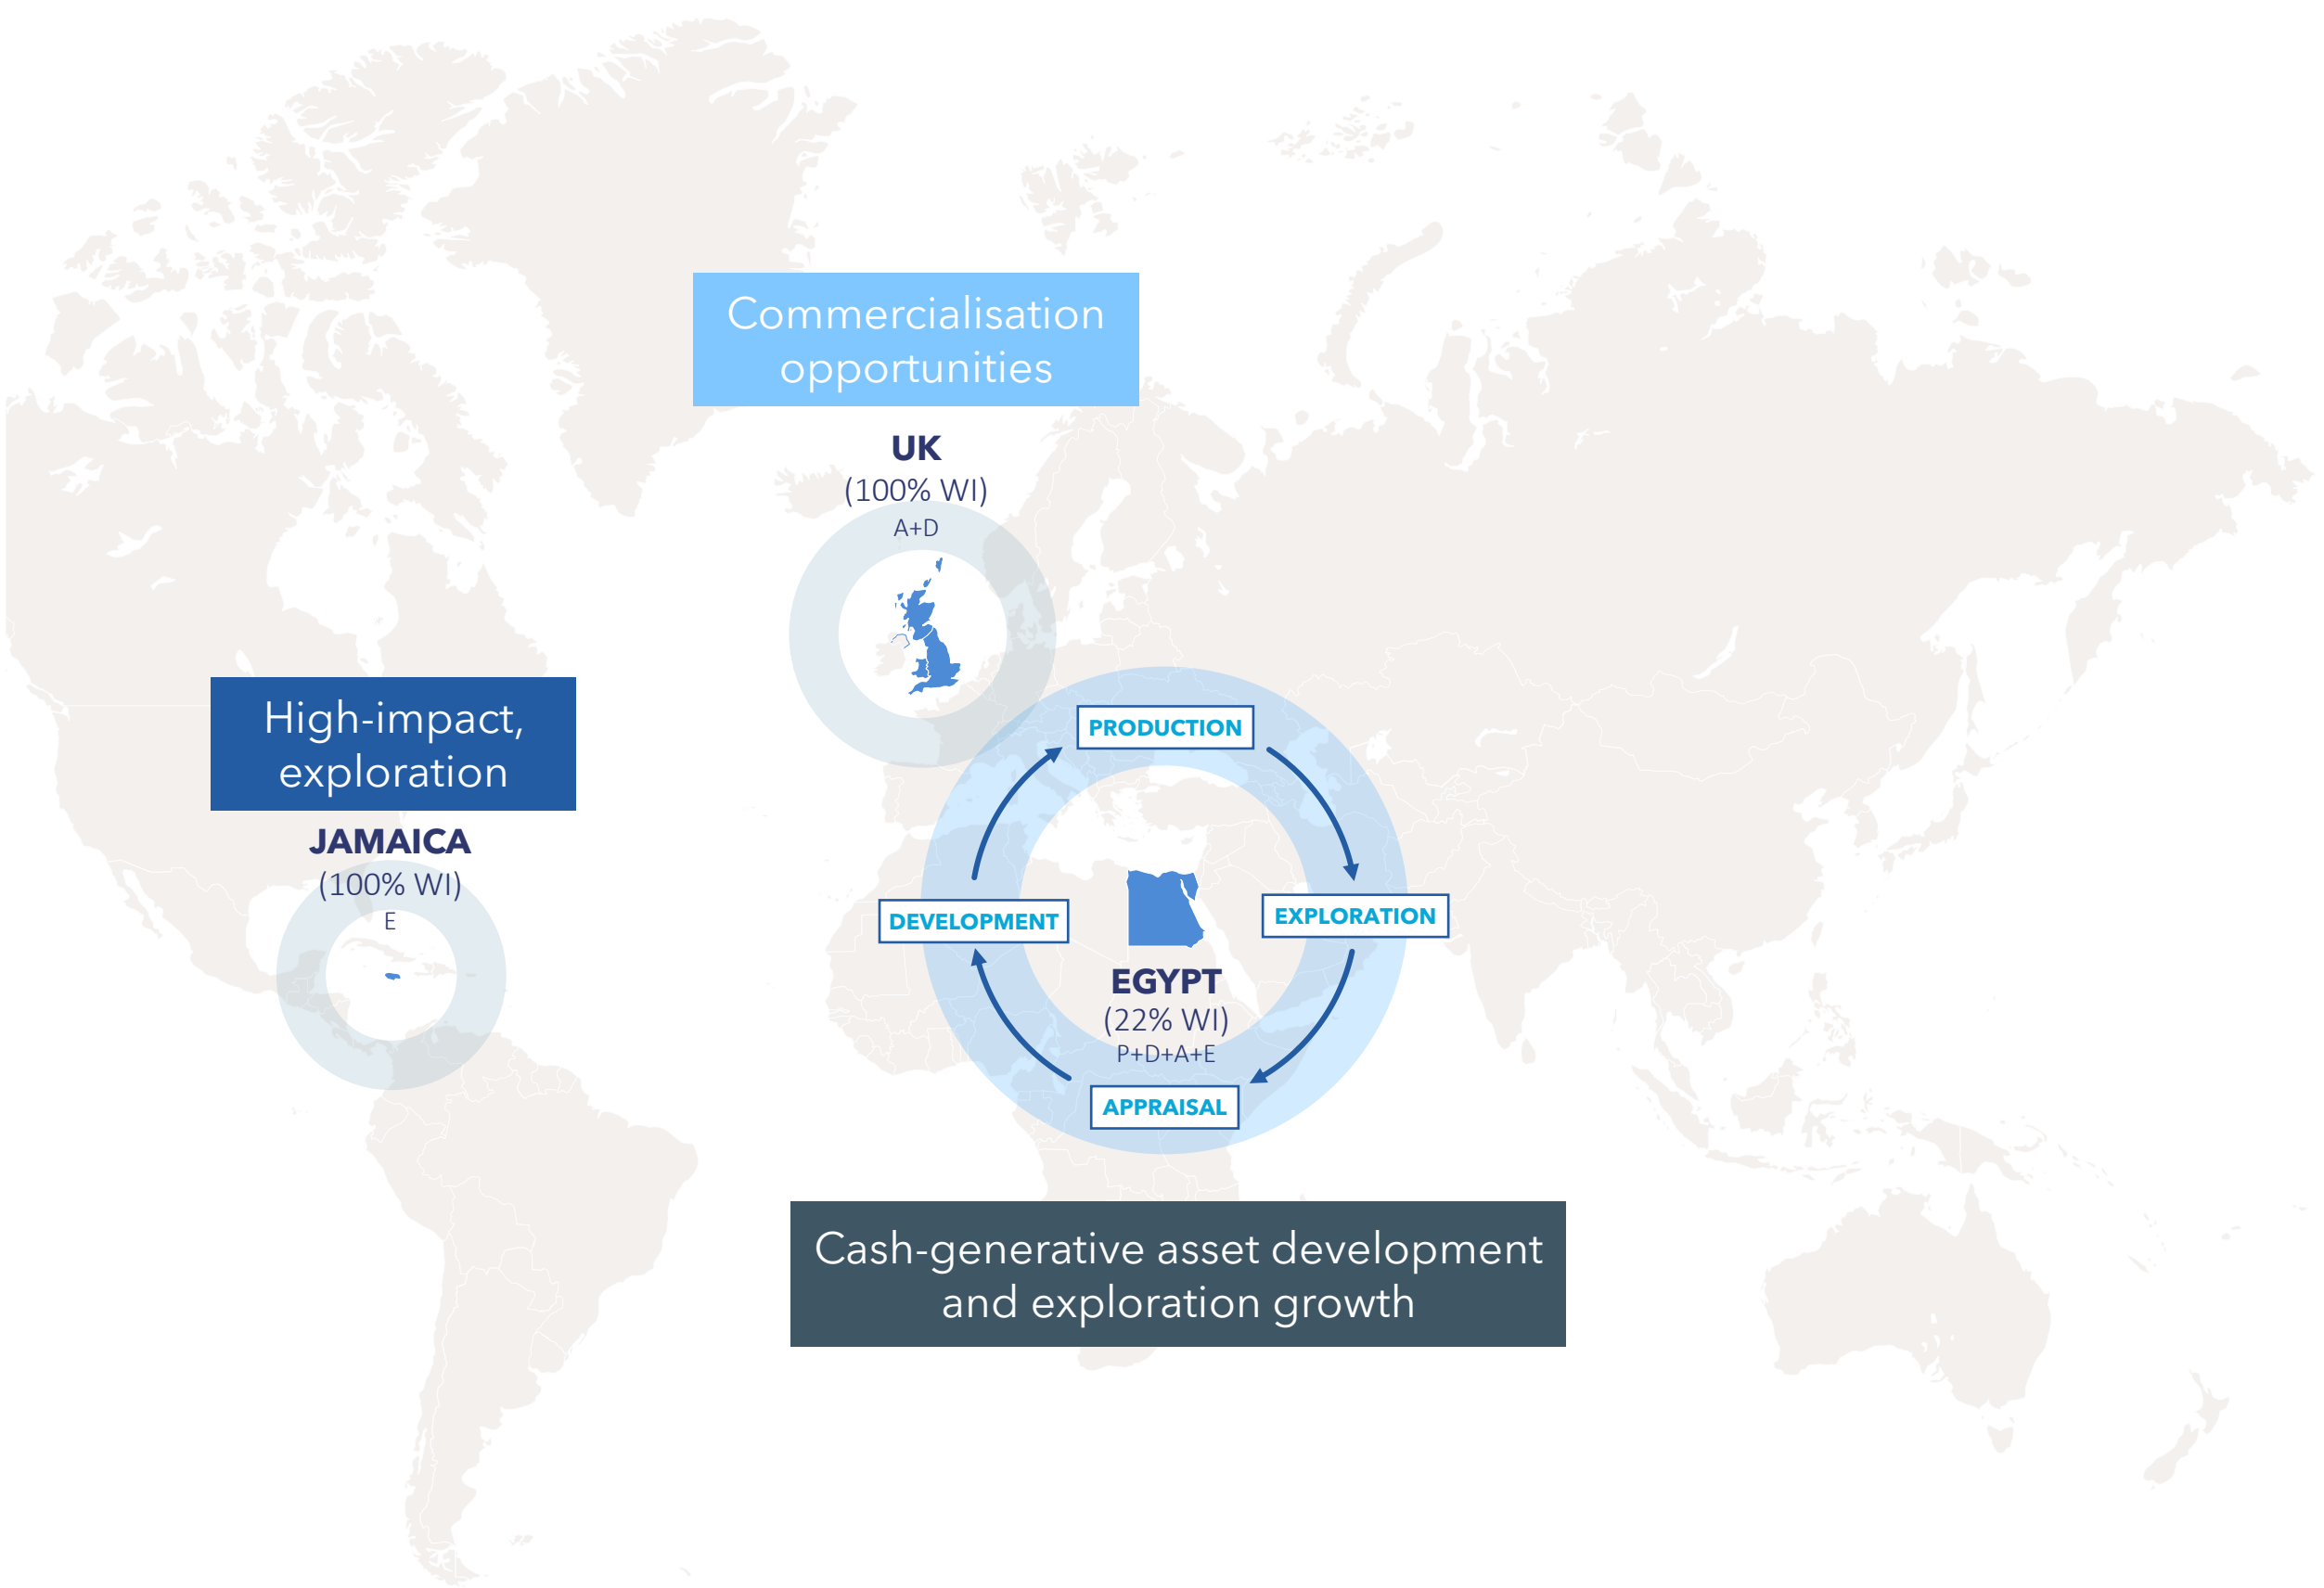 Commercialisation
opportunities
UK
(100% WI)
A+D
High-impact,
exploration
JAMAICA
(100% WI)
E
PRODUCTION
EXPLORATION
DEVELOPMENT
EGYPT
(22% WI)
P+D+A+E
APPRAISAL
Cash-generative asset development
and exploration growth